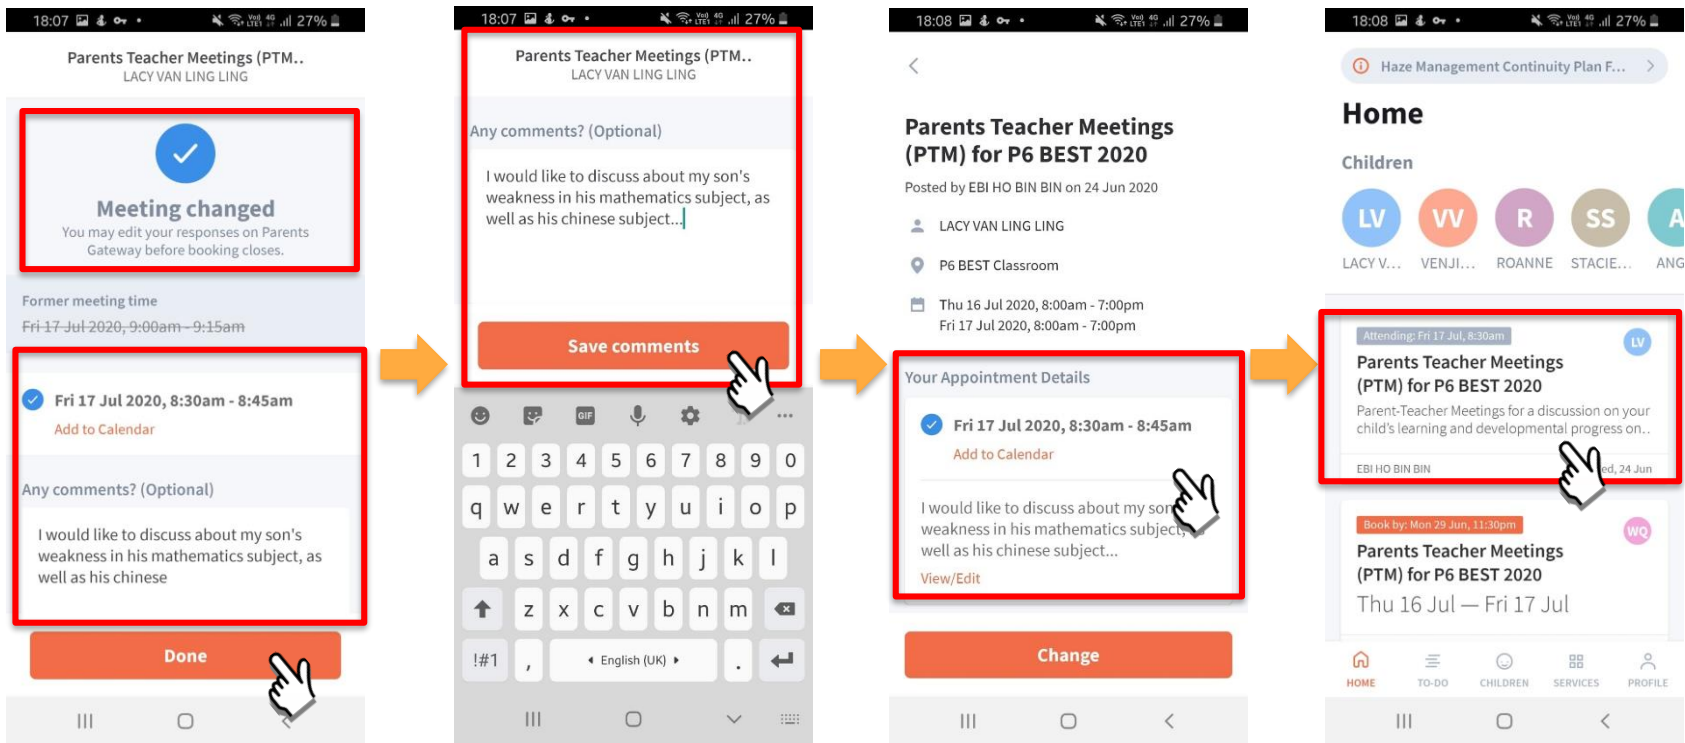 18:07
27%
Parents Teacher Meetings (PTM..
LACY VAN LING LING
Meeting changed
You may edit your responses on Parents
Gateway before booking closes.
Former meeting time
Fri 17 Jul 2020, 9:00am - 9:15am
Fri 17 Jul 2020, 8:30am - 8:45am
Add to Calendar
Any comments? (Optional)
I would like to discuss about my son's
weakness in his mathematics subject, as
well as his chinese
Done
18:07
27%
Parents Teacher Meetings (PTM..
LACY VAN LING LING
Any comments? (Optional)
I would like to discuss about my son's
weakness in his mathematics subject, as
well as his chinese subject...
Save comments
GIF
1 2 3 4 5 6 7 8 9 0
q w e r t y u i o p
a s d f g h j k l
z x c v b n m
!#1 , English (UK) .
18:08
27%
Parents Teacher Meetings
(PTM) for P6 BEST 2020
Posted by EBI HO BIN BIN on 24 Jun 2020
LACY VAN LING LING
P6 BEST Classroom
Thu 16 Jul 2020, 8:00am - 7:00pm
Fri 17 Jul 2020, 8:00am - 7:00pm
Your Appointment Details
Fri 17 Jul 2020, 8:30am - 8:45am
Add to Calendar
I would like to discuss about my son
weakness in his mathematics subject,
well as his chinese subject...
View/Edit
Change
18:08
27%
Haze Management Continuity Plan F...
Home
Children
LV VV R SS A
LACY V... VENJI... ROANNE STACIE... ANG
Attending: Fri 17 Jul, 8:30am
LV
Parents Teacher Meetings
(PTM) for P6 BEST 2020
Parent-Teacher Meetings for a discussion on your
child's learning and developmental progress on..
EBI HO BIN BIN
ed, 24 Jun
Book by: Mon 29 Jun, 11:30pm
WQ
Parents Teacher Meetings
(PTM) for P6 BEST 2020
Thu 16 Jul — Fri 17 Jul
HOME TO-DO CHILDREN SERVICES PROFILE